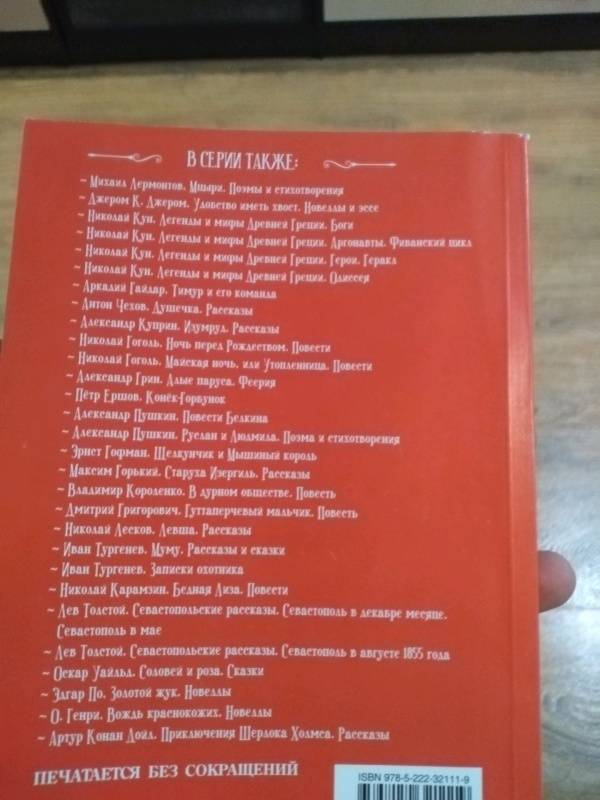 В СЕРИИ ТАКЖЕ:
~ Михаил Лермонтов. Мцыри. Поэмы и стихотворения
~ Джером К. Джером. Удобство иметь хвост. Новеллы и эссе
~ Николай Кун. Легенды и мифы Древней Греции. Боги
~ Николай Кун. Легенды и мифы Древней Греции. Аргонавты. Фиванский цикл
~ Николай Кун. Легенды и мифы Древней Греции. Герои. Геракл
~ Николай Кун. Легенды и мифы Древней Греции. Одиссея
~ Аркадий Гайдар. Тимур и его команда
~ Антон Чехов. Душечка. Рассказы
~ Александр Куприн. Изумруд. Рассказы
~ Николай Гоголь. Ночь перед Рождеством. Повести
~ Николай Гоголь. Майская ночь, или Утопленница. Повести
~ Александр Грин. Алые паруса. Феерия
~ Пётр Ершов. Конёк-Горбунок
~ Александр Пушкин. Повести Белкина
~ Александр Пушкин. Руслан и Людмила. Поэма и стихотворения
~ Эрнст Гофман. Щелкунчик и Мышиный король
~ Максим Горький. Старуха Изергиль. Рассказы
~ Владимир Короленко. В дурном обществе. Повесть
~ Дмитрий Григорович. Гуттаперчевый мальчик. Повесть
~ Николай Лесков. Левша. Рассказы
~ Иван Тургенев. Муму. Рассказы и сказки
~ Иван Тургенев. Записки охотника
~ Николай Карамзин. Бедная Лиза. Повести
~ Лев Толстой. Севастопольские рассказы. Севастополь в декабре месяце.
Севастополь в мае
~ Лев Толстой. Севастопольские рассказы. Севастополь в августе 1855 года
~ Оскар Уайльд. Соловей и роза. Сказки
~ Эдгар По. Золотой жук. Новеллы
~ О. Генри. Вождь краснокожих. Новеллы
~ Артур Конан Дойл. Приключения Шерлока Холмса. Рассказы
ПЕЧАТАЕТСЯ БЕЗ СОКРАЩЕНИЙ
ISBN 978-5-222-32111-9